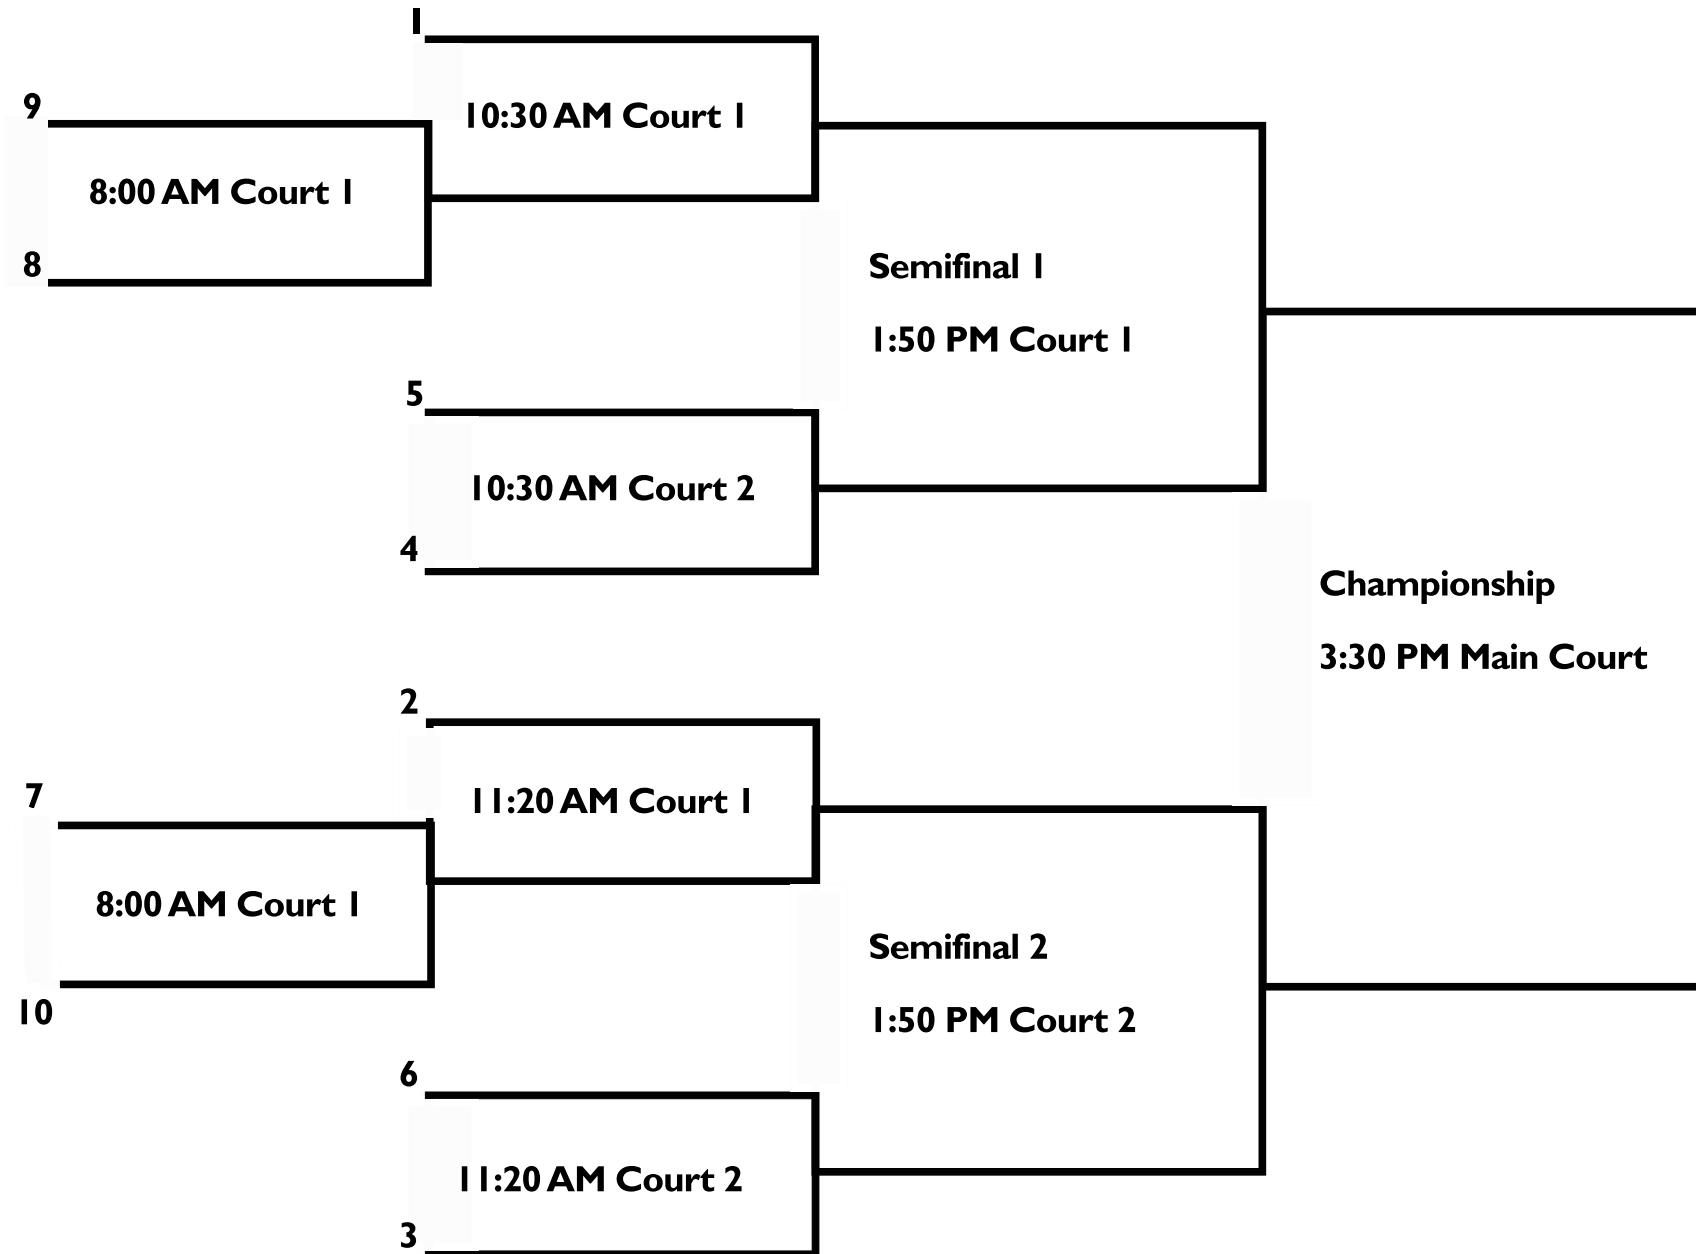 1
9
10:30 AM Court 1
8:00 AM Court 1
8
Semifinal 1
1:50 PM Court 1
5
10:30 AM Court 2
4
Championship
3:30 PM Main Court
2
7
11:20 AM Court 1
8:00 AM Court 1
10
Semifinal 2
1:50 PM Court 2
6
11:20 AM Court 2
3